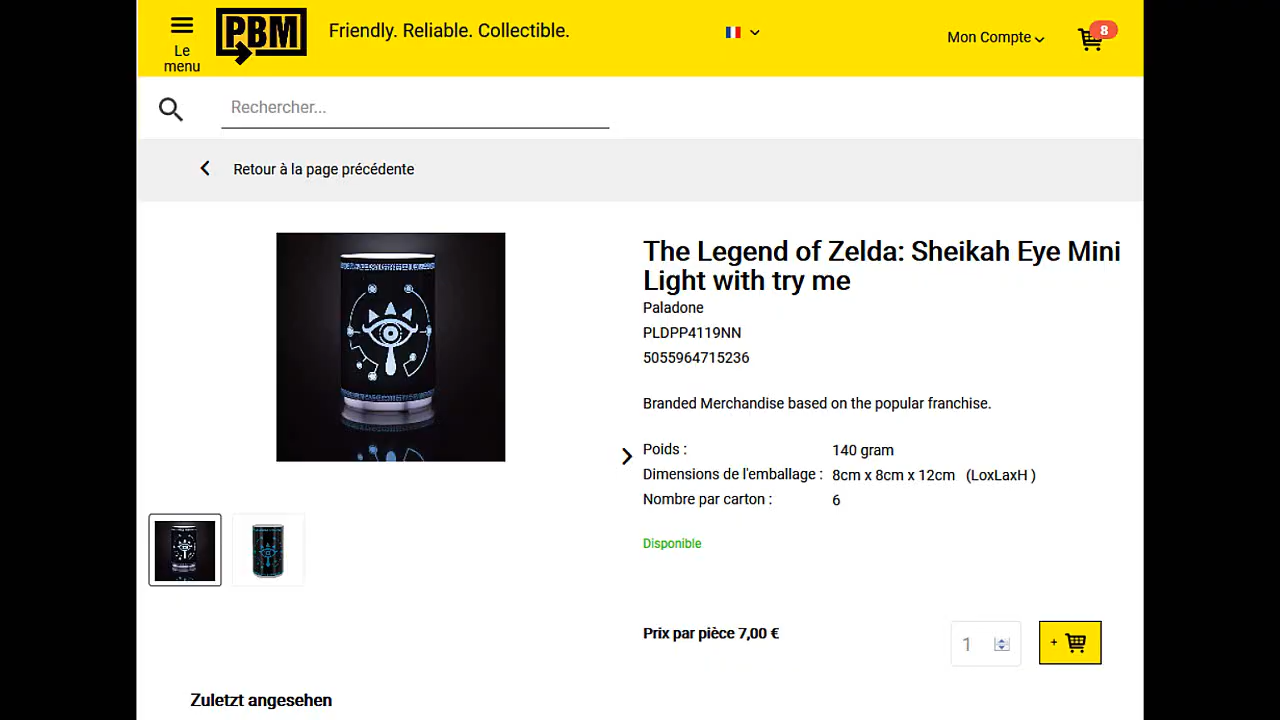 Le
menu
PBM
Friendly. Reliable. Collectible.
Mon Compte
8
Rechercher...
Retour à la page précédente
The Legend of Zelda: Sheikah Eye Mini
Light with try me
Paladone
PLDPP4119NN
5055964715236
Branded Merchandise based on the popular franchise.
Poids : 140 gram
Dimensions de l'emballage : 8cm x 8cm x 12cm (LoxLaxH )
Nombre par carton : 6
Disponible
Prix par pièce 7,00 €
1
+
Zuletzt angesehen